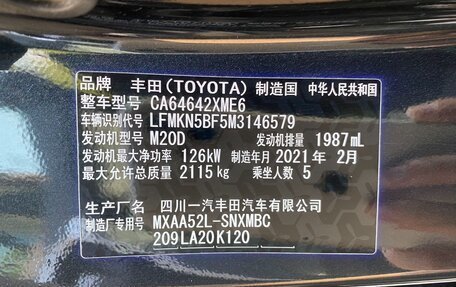 品牌 丰田(TOYOTA) 制造国 中华人民共和国
整车型号 CA64642XME6
车辆识别代号 LFMKN5BF5M3146579
发动机型号 M20D 发动机排量 1987mL
发动机最大净功率 126kW 制造年月 2021年 2月
最大允许总质量 2115kg 乘坐人数 5
生产厂名 四川一汽丰田汽车有限公司
制造厂专用号 MXAA52L-SNXMBC
209LA20K120